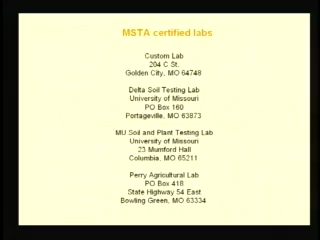 MSTA certified labs
Custom Lab
204 C St.
Golden City, MO 64748
Delta Soil Testing Lab
University of Missouri
PO Box 160
Portageville, MO 63873
MU Soil and Plant Testing Lab
University of Missouri
23 Mumford Hall
Columbia, MO 65211
Perry Agricultural Lab
PO Box 418
State Highway 54 East
Bowling Green, MO 63334